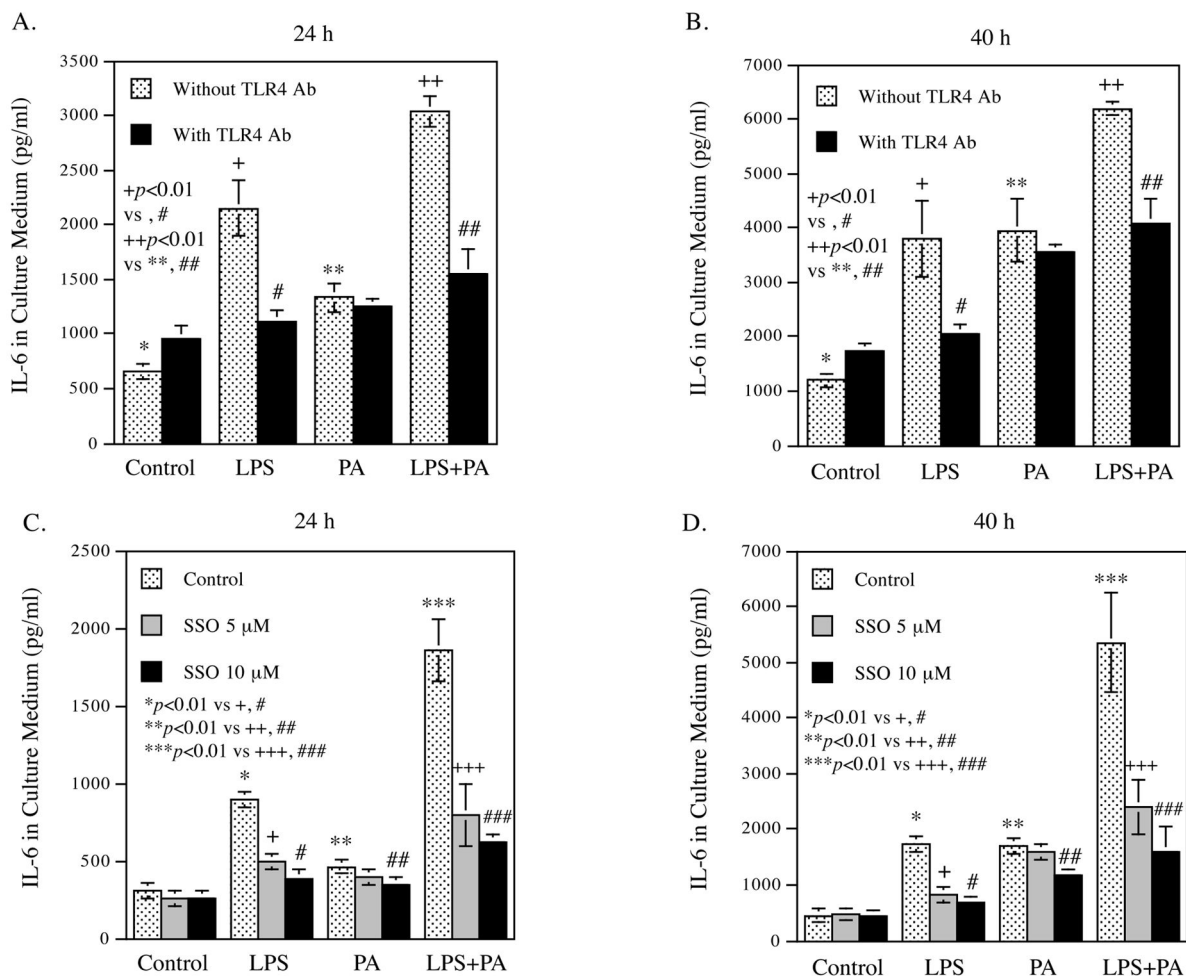 A.
24 h
IL-6 in Culture Medium (pg/ml)
3500
3000
2500
2000
1500
1000
500
0
Without TLR4 Ab
With TLR4 Ab
+p<0.01
vs , #
++p<0.01
vs **, ##
*
+
#
**
++
##
Control
LPS
PA
LPS+PA
B.
40 h
IL-6 in Culture Medium (pg/ml)
7000
6000
5000
4000
3000
2000
1000
0
Without TLR4 Ab
With TLR4 Ab
+p<0.01
vs , #
++p<0.01
vs **, ##
*
+
#
**
++
##
Control
LPS
PA
LPS+PA
C.
24 h
IL-6 in Culture Medium (pg/ml)
2500
2000
1500
1000
500
0
Control
SSO 5 µM
SSO 10 µM
*p<0.01 vs +, #
**p<0.01 vs ++, ##
***p<0.01 vs +++, ###
*
+
#
**
##
***
+++
###
Control
LPS
PA
LPS+PA
D.
40 h
IL-6 in Culture Medium (pg/ml)
7000
6000
5000
4000
3000
2000
1000
0
Control
SSO 5 µM
SSO 10 µM
*p<0.01 vs +, #
**p<0.01 vs ++, ##
***p<0.01 vs +++, ###
*
+
#
**
##
***
+++
###
Control
LPS
PA
LPS+PA